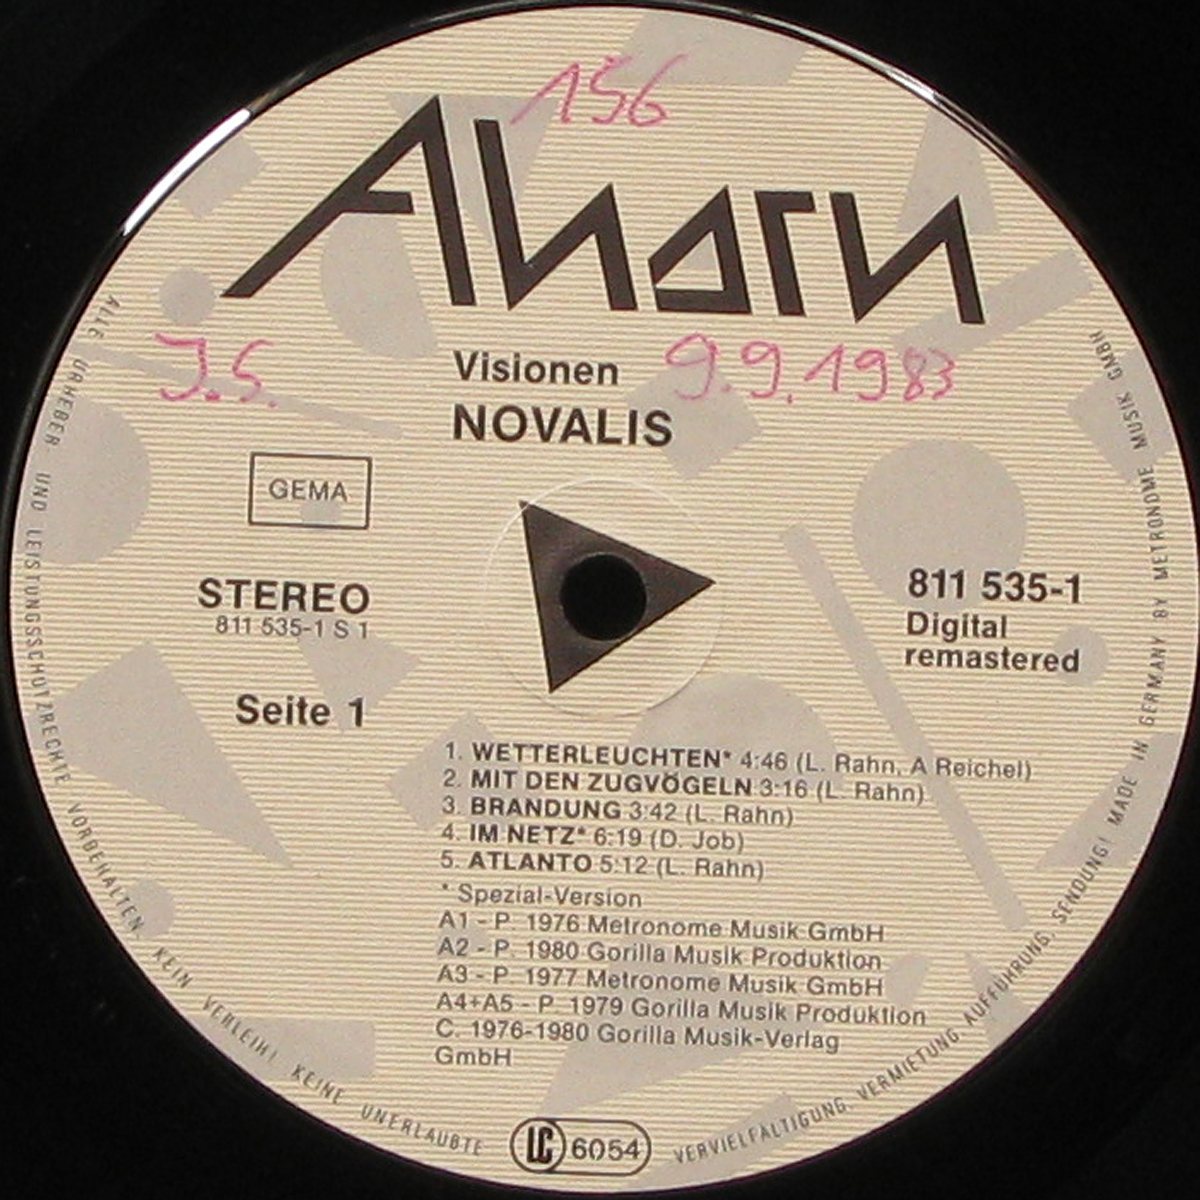 156
Ahorn
J.S.
Visionen
9.9.1983
NOVALIS
GEMA
STEREO
811 535-1 S 1
Seite 1
811 535-1
Digital
remastered
1. WETTERLEUCHTEN* 4:46 (L. Rahn, A Reichel)
2. MIT DEN ZUGVÖGELN 3:16 (L. Rahn)
3. BRANDUNG 3:42 (L. Rahn)
4. IM NETZ* 6:19 (D. Job)
5. ATLANTO 5:12 (L. Rahn)
* Spezial-Version
A1 - P. 1976 Metronome Musik GmbH
A2 - P. 1980 Gorilla Musik Produktion
A3 - P. 1977 Metronome Musik GmbH
A4+A5 - P. 1979 Gorilla Musik Produktion
C. 1976-1980 Gorilla Musik-Verlag
GmbH
LC 6054
ALLE URHEBER- UND LEISTUNGSSCHUTZRECHTE VORBEHALTEN. KEIN VERLEIH! KEINE UNERLAUBTE VERVIELFÄLTIGUNG, VERMIETUNG, AUFFÜHRUNG, SENDUNG! MADE IN GERMANY BY METRONOME MUSIK GMBH